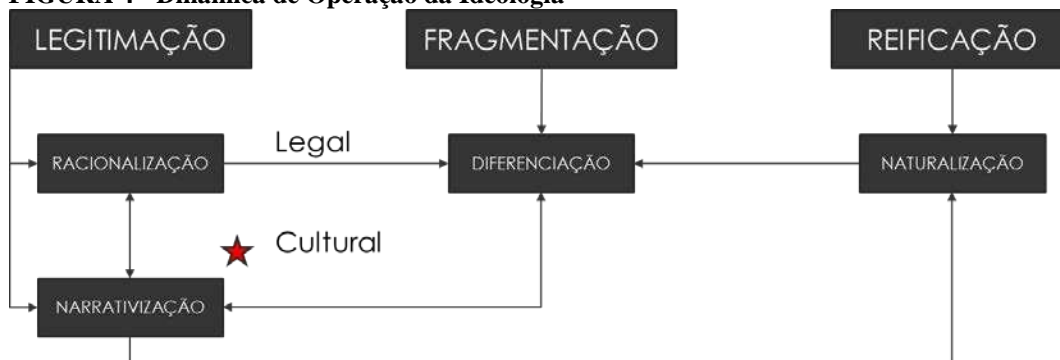 FIGURA 4 - Dinâmica de Operação da Ideologia
LEGITIMAÇÃO
FRAGMENTAÇÃO
REIFICAÇÃO
RACIONALIZAÇÃO
Legal
DIFERENCIAÇÃO
NATURALIZAÇÃO
Cultural
NARRATIVIZAÇÃO